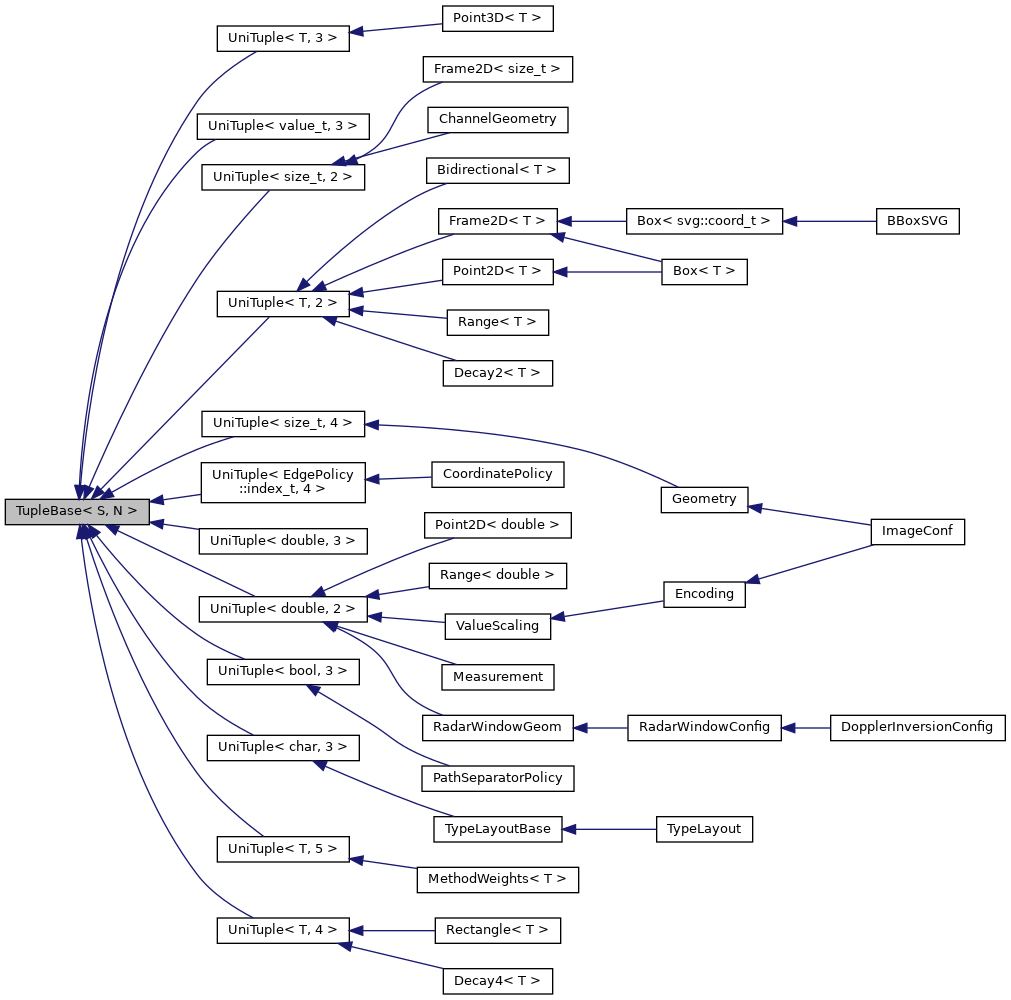 Point3D< T >
UniTuple< T, 3 >
Frame2D< size_t >
ChannelGeometry
UniTuple< value_t, 3 >
Bidirectional< T >
UniTuple< size_t, 2 >
Frame2D< T >
Box< svg::coord_t >
BBoxSVG
Point2D< T >
Box< T >
UniTuple< T, 2 >
Range< T >
Decay2< T >
UniTuple< size_t, 4 >
CoordinatePolicy
UniTuple< EdgePolicy
::index_t, 4 >
Geometry
TupleBase< S, N >
Point2D< double >
ImageConf
UniTuple< double, 3 >
Range< double >
Encoding
UniTuple< double, 2 >
ValueScaling
UniTuple< bool, 3 >
Measurement
RadarWindowGeom
RadarWindowConfig
DopplerInversionConfig
UniTuple< char, 3 >
PathSeparatorPolicy
TypeLayoutBase
TypeLayout
UniTuple< T, 5 >
MethodWeights< T >
UniTuple< T, 4 >
Rectangle< T >
Decay4< T >